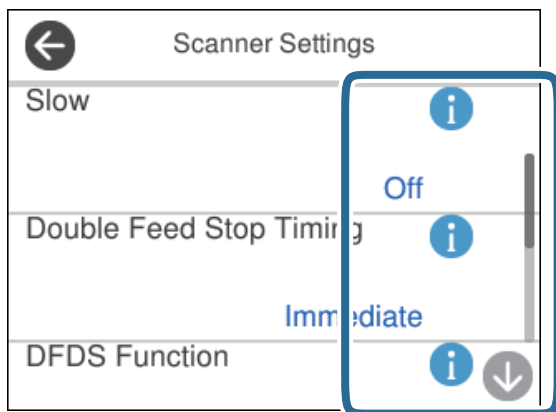 Scanner Settings
Slow
i
Off
Double Feed Stop Timing
i
Immediate
DFDS Function
i